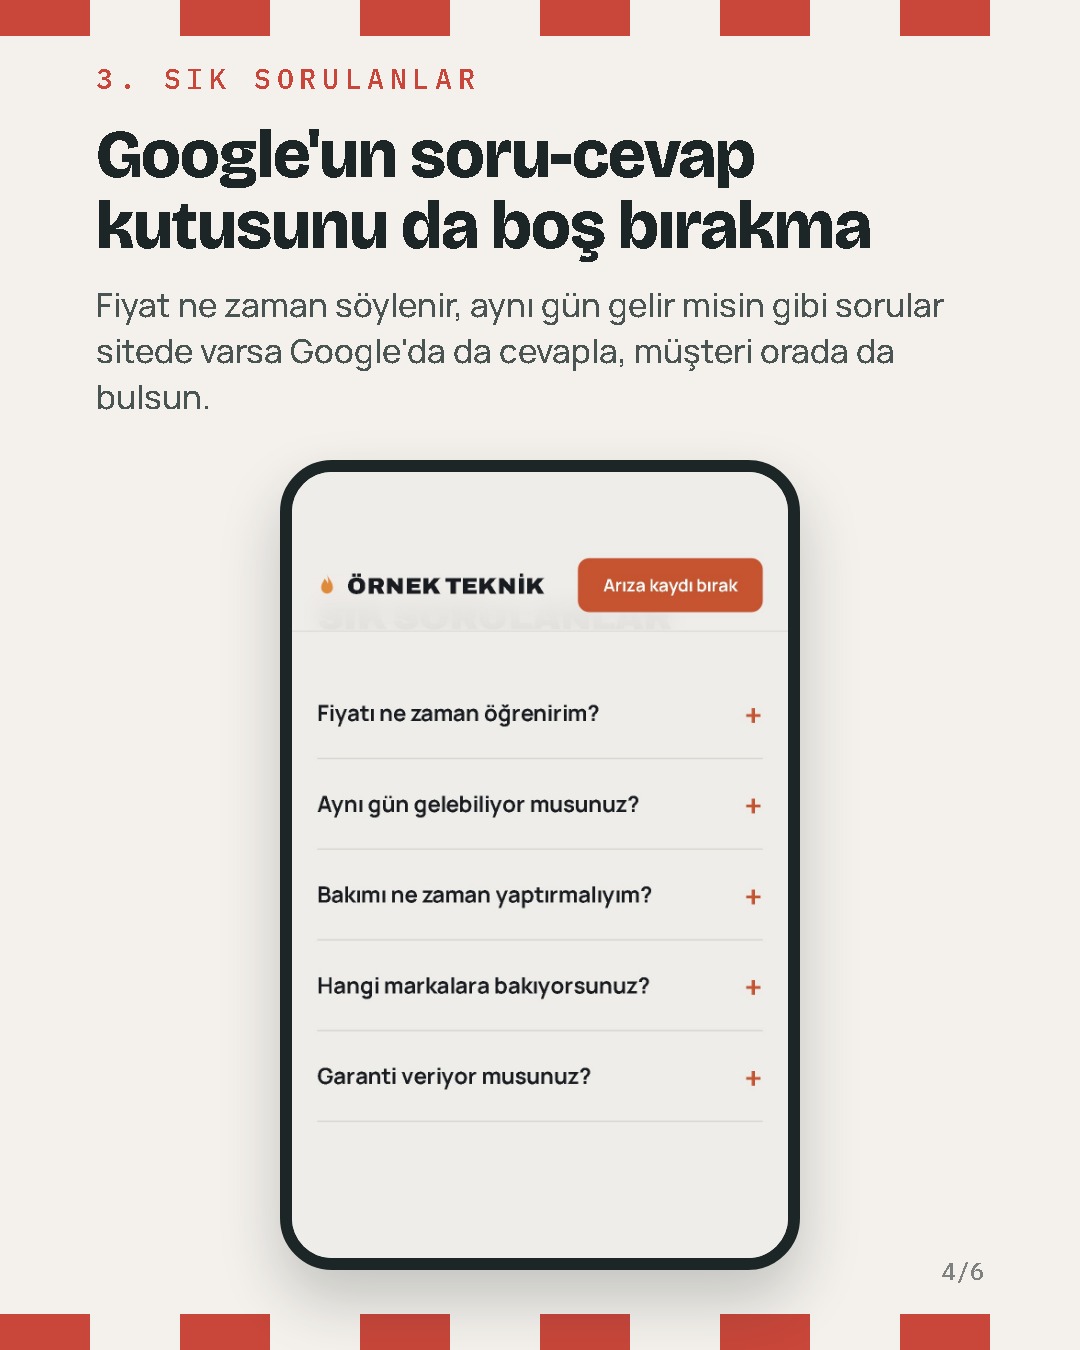 3. SIK SORULANLAR
Google'un soru-cevap
kutusunu da boş bırakma
Fiyat ne zaman söylenir, aynı gün gelir misin gibi sorular
sitede varsa Google'da da cevapla, müşteri orada da
bulsun.
ÖRNEK TEKNİK
Arıza kaydı bırak
SIK SORULANLAR
Fiyatı ne zaman öğrenirim?
+
Aynı gün gelebiliyor musunuz?
+
Bakımı ne zaman yaptırmalıyım?
+
Hangi markalara bakıyorsunuz?
+
Garanti veriyor musunuz?
+
4/6